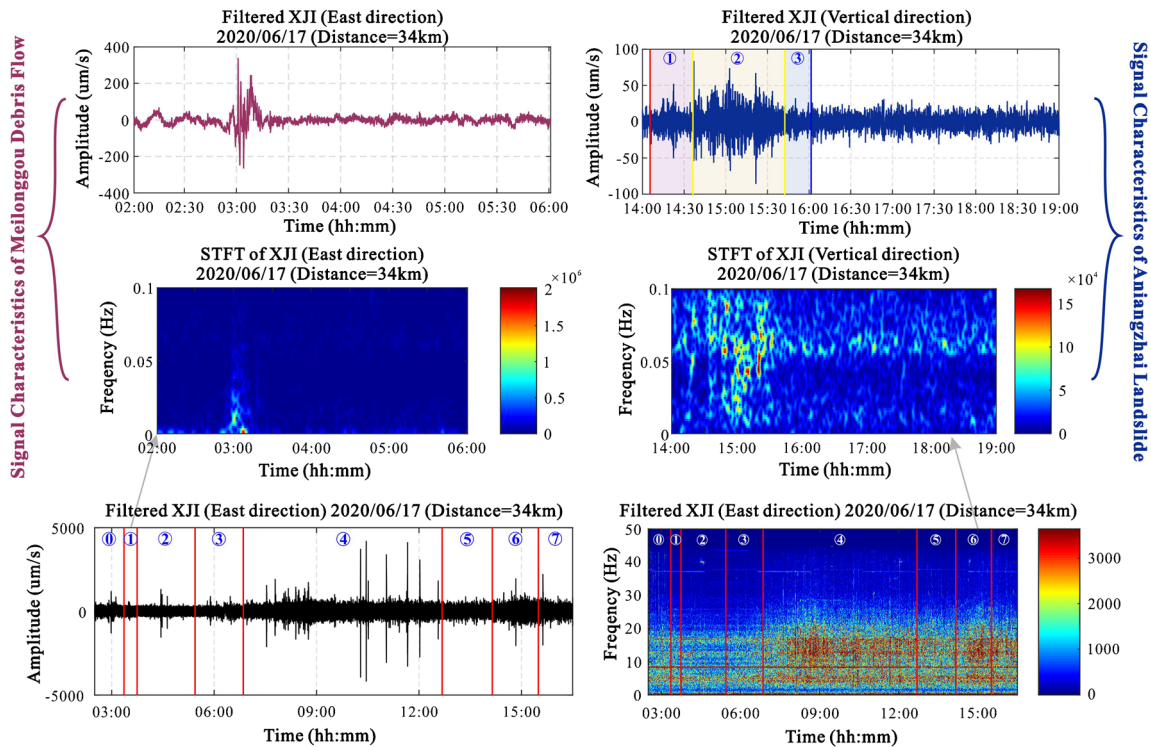 Signal Characteristics of Meilonggou Debris Flow
Filtered XJI (East direction)
2020/06/17 (Distance=34km)
Amplitude (um/s)
400
200
0
-200
-400
02:00 02:30 03:00 03:30 04:00 04:30 05:00 05:30 06:00
Time (hh:mm)
Filtered XJI (Vertical direction)
2020/06/17 (Distance=34km)
Amplitude (um/s)
100
50
0
-50
-100
① ② ③
14:00 14:30 15:00 15:30 16:00 16:30 17:00 17:30 18:00 18:30 19:00
Time (hh:mm)
Signal Characteristics of Aniangzhai Landslide
STFT of XJI (East direction)
2020/06/17 (Distance=34km)
Freqency (Hz)
0.1
0.05
0
02:00 03:00 04:00 05:00 06:00
Time (hh:mm)
×10⁶
2
1.5
1
0.5
0
STFT of XJI (Vertical direction)
2020/06/17 (Distance=34km)
Freqency (Hz)
0.1
0.05
0
14:00 15:00 16:00 17:00 18:00 19:00
Time (hh:mm)
×10⁴
15
10
5
0
Filtered XJI (East direction) 2020/06/17 (Distance=34km)
Amplitude (um/s)
5000
0
-5000
⓪ ① ② ③ ④ ⑤ ⑥ ⑦
03:00 06:00 09:00 12:00 15:00
Time (hh:mm)
Filtered XJI (East direction) 2020/06/17 (Distance=34km)
Freqency (Hz)
50
40
30
20
10
0
⓪ ① ② ③ ④ ⑤ ⑥ ⑦
03:00 06:00 09:00 12:00 15:00
Time (hh:mm)
3000
2000
1000
0